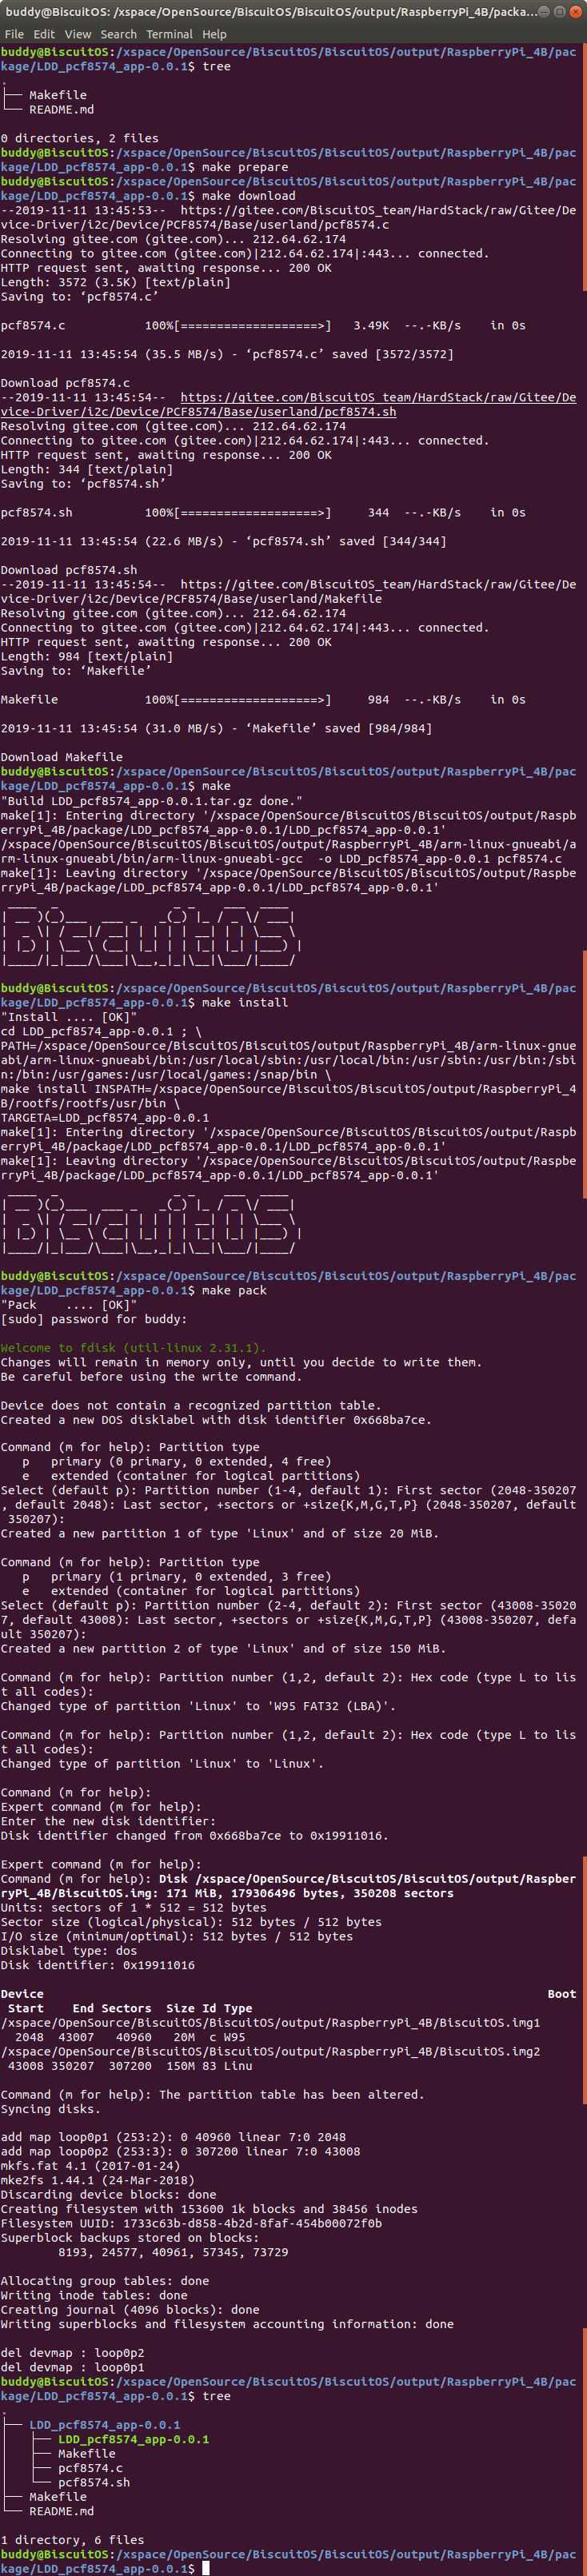 buddy@BiscuitOS: /xspace/OpenSource/BiscuitOS/BiscuitOS/output/RaspberryPi_4B/packa...
File Edit View Search Terminal Help
buddy@BiscuitOS:/xspace/OpenSource/BiscuitOS/BiscuitOS/output/RaspberryPi_4B/pac
kage/LDD_pcf8574_app-0.0.1$ tree
.
├── Makefile
└── README.md

0 directories, 2 files
buddy@BiscuitOS:/xspace/OpenSource/BiscuitOS/BiscuitOS/output/RaspberryPi_4B/pac
kage/LDD_pcf8574_app-0.0.1$ make prepare
buddy@BiscuitOS:/xspace/OpenSource/BiscuitOS/BiscuitOS/output/RaspberryPi_4B/pac
kage/LDD_pcf8574_app-0.0.1$ make download
--2019-11-11 13:45:53--  https://gitee.com/BiscuitOS_team/HardStack/raw/Gitee/De
vice-Driver/i2c/Device/PCF8574/Base/userland/pcf8574.c
Resolving gitee.com (gitee.com)... 212.64.62.174
Connecting to gitee.com (gitee.com)|212.64.62.174|:443... connected.
HTTP request sent, awaiting response... 200 OK
Length: 3572 (3.5K) [text/plain]
Saving to: ‘pcf8574.c’

pcf8574.c           100%[===================>]   3.49K  --.-KB/s    in 0s

2019-11-11 13:45:54 (35.5 MB/s) - ‘pcf8574.c’ saved [3572/3572]

Download pcf8574.c
--2019-11-11 13:45:54--  https://gitee.com/BiscuitOS_team/HardStack/raw/Gitee/De
vice-Driver/i2c/Device/PCF8574/Base/userland/pcf8574.sh
Resolving gitee.com (gitee.com)... 212.64.62.174
Connecting to gitee.com (gitee.com)|212.64.62.174|:443... connected.
HTTP request sent, awaiting response... 200 OK
Length: 344 [text/plain]
Saving to: ‘pcf8574.sh’

pcf8574.sh          100%[===================>]     344  --.-KB/s    in 0s

2019-11-11 13:45:54 (22.6 MB/s) - ‘pcf8574.sh’ saved [344/344]

Download pcf8574.sh
--2019-11-11 13:45:54--  https://gitee.com/BiscuitOS_team/HardStack/raw/Gitee/De
vice-Driver/i2c/Device/PCF8574/Base/userland/Makefile
Resolving gitee.com (gitee.com)... 212.64.62.174
Connecting to gitee.com (gitee.com)|212.64.62.174|:443... connected.
HTTP request sent, awaiting response... 200 OK
Length: 984 [text/plain]
Saving to: ‘Makefile’

Makefile            100%[===================>]     984  --.-KB/s    in 0s

2019-11-11 13:45:54 (31.0 MB/s) - ‘Makefile’ saved [984/984]

Download Makefile
buddy@BiscuitOS:/xspace/OpenSource/BiscuitOS/BiscuitOS/output/RaspberryPi_4B/pac
kage/LDD_pcf8574_app-0.0.1$ make
"Build LDD_pcf8574_app-0.0.1.tar.gz done."
make[1]: Entering directory '/xspace/OpenSource/BiscuitOS/BiscuitOS/output/Raspb
erryPi_4B/package/LDD_pcf8574_app-0.0.1/LDD_pcf8574_app-0.0.1'
/xspace/OpenSource/BiscuitOS/BiscuitOS/output/RaspberryPi_4B/arm-linux-gnueabi/a
rm-linux-gnueabi/bin/arm-linux-gnueabi-gcc  -o LDD_pcf8574_app-0.0.1 pcf8574.c
make[1]: Leaving directory '/xspace/OpenSource/BiscuitOS/BiscuitOS/output/Raspbe
rryPi_4B/package/LDD_pcf8574_app-0.0.1/LDD_pcf8574_app-0.0.1'
 ____  _                _ _    ___  ____
| __ )(_)___  ___ _   _(_) |_ / _ \/ ___|
|  _ \| / __|/ __| | | | | __| | | \___ \
| |_) | \__ \ (__| |_| | | |_| |_| |___) |
|____/|_|___/\___|\__,_|_|\__|\___/|____/

buddy@BiscuitOS:/xspace/OpenSource/BiscuitOS/BiscuitOS/output/RaspberryPi_4B/pac
kage/LDD_pcf8574_app-0.0.1$ make install
"Install .... [OK]"
cd LDD_pcf8574_app-0.0.1 ; \
PATH=/xspace/OpenSource/BiscuitOS/BiscuitOS/output/RaspberryPi_4B/arm-linux-gnue
abi/arm-linux-gnueabi/bin:/usr/local/sbin:/usr/local/bin:/usr/sbin:/usr/bin:/sbi
n:/bin:/usr/games:/usr/local/games:/snap/bin \
make install INSPATH=/xspace/OpenSource/BiscuitOS/BiscuitOS/output/RaspberryPi_4
B/rootfs/rootfs/usr/bin \
TARGETA=LDD_pcf8574_app-0.0.1
make[1]: Entering directory '/xspace/OpenSource/BiscuitOS/BiscuitOS/output/Raspb
erryPi_4B/package/LDD_pcf8574_app-0.0.1/LDD_pcf8574_app-0.0.1'
make[1]: Leaving directory '/xspace/OpenSource/BiscuitOS/BiscuitOS/output/Raspbe
rryPi_4B/package/LDD_pcf8574_app-0.0.1/LDD_pcf8574_app-0.0.1'
 ____  _                _ _    ___  ____
| __ )(_)___  ___ _   _(_) |_ / _ \/ ___|
|  _ \| / __|/ __| | | | | __| | | \___ \
| |_) | \__ \ (__| |_| | | |_| |_| |___) |
|____/|_|___/\___|\__,_|_|\__|\___/|____/

buddy@BiscuitOS:/xspace/OpenSource/BiscuitOS/BiscuitOS/output/RaspberryPi_4B/pac
kage/LDD_pcf8574_app-0.0.1$ make pack
"Pack    .... [OK]"
[sudo] password for buddy:

Welcome to fdisk (util-linux 2.31.1).
Changes will remain in memory only, until you decide to write them.
Be careful before using the write command.

Device does not contain a recognized partition table.
Created a new DOS disklabel with disk identifier 0x668ba7ce.

Command (m for help): Partition type
   p   primary (0 primary, 0 extended, 4 free)
   e   extended (container for logical partitions)
Select (default p): Partition number (1-4, default 1): First sector (2048-350207
, default 2048): Last sector, +sectors or +size{K,M,G,T,P} (2048-350207, default
 350207):
Created a new partition 1 of type 'Linux' and of size 20 MiB.

Command (m for help): Partition type
   p   primary (1 primary, 0 extended, 3 free)
   e   extended (container for logical partitions)
Select (default p): Partition number (2-4, default 2): First sector (43008-35020
7, default 43008): Last sector, +sectors or +size{K,M,G,T,P} (43008-350207, defa
ult 350207):
Created a new partition 2 of type 'Linux' and of size 150 MiB.

Command (m for help): Partition number (1,2, default 2): Hex code (type L to lis
t all codes):
Changed type of partition 'Linux' to 'W95 FAT32 (LBA)'.

Command (m for help): Partition number (1,2, default 2): Hex code (type L to lis
t all codes):
Changed type of partition 'Linux' to 'Linux'.

Command (m for help):
Expert command (m for help):
Enter the new disk identifier:
Disk identifier changed from 0x668ba7ce to 0x19911016.

Expert command (m for help):
Command (m for help): Disk /xspace/OpenSource/BiscuitOS/BiscuitOS/output/Raspber
ryPi_4B/BiscuitOS.img: 171 MiB, 179306496 bytes, 350208 sectors
Units: sectors of 1 * 512 = 512 bytes
Sector size (logical/physical): 512 bytes / 512 bytes
I/O size (minimum/optimal): 512 bytes / 512 bytes
Disklabel type: dos
Disk identifier: 0x19911016

Device                                                                      Boot
 Start    End Sectors  Size Id Type
/xspace/OpenSource/BiscuitOS/BiscuitOS/output/RaspberryPi_4B/BiscuitOS.img1
  2048  43007   40960   20M  c W95
/xspace/OpenSource/BiscuitOS/BiscuitOS/output/RaspberryPi_4B/BiscuitOS.img2
 43008 350207  307200  150M 83 Linu

Command (m for help): The partition table has been altered.
Syncing disks.

add map loop0p1 (253:2): 0 40960 linear 7:0 2048
add map loop0p2 (253:3): 0 307200 linear 7:0 43008
mkfs.fat 4.1 (2017-01-24)
mke2fs 1.44.1 (24-Mar-2018)
Discarding device blocks: done
Creating filesystem with 153600 1k blocks and 38456 inodes
Filesystem UUID: 1733c63b-d858-4b2d-8faf-454b00072f0b
Superblock backups stored on blocks:
        8193, 24577, 40961, 57345, 73729

Allocating group tables: done
Writing inode tables: done
Creating journal (4096 blocks): done
Writing superblocks and filesystem accounting information: done

del devmap : loop0p2
del devmap : loop0p1
buddy@BiscuitOS:/xspace/OpenSource/BiscuitOS/BiscuitOS/output/RaspberryPi_4B/pac
kage/LDD_pcf8574_app-0.0.1$ tree
.
├── LDD_pcf8574_app-0.0.1
│   ├── LDD_pcf8574_app-0.0.1
│   ├── Makefile
│   ├── pcf8574.c
│   └── pcf8574.sh
├── Makefile
└── README.md

1 directory, 6 files
buddy@BiscuitOS:/xspace/OpenSource/BiscuitOS/BiscuitOS/output/RaspberryPi_4B/pac
kage/LDD_pcf8574_app-0.0.1$